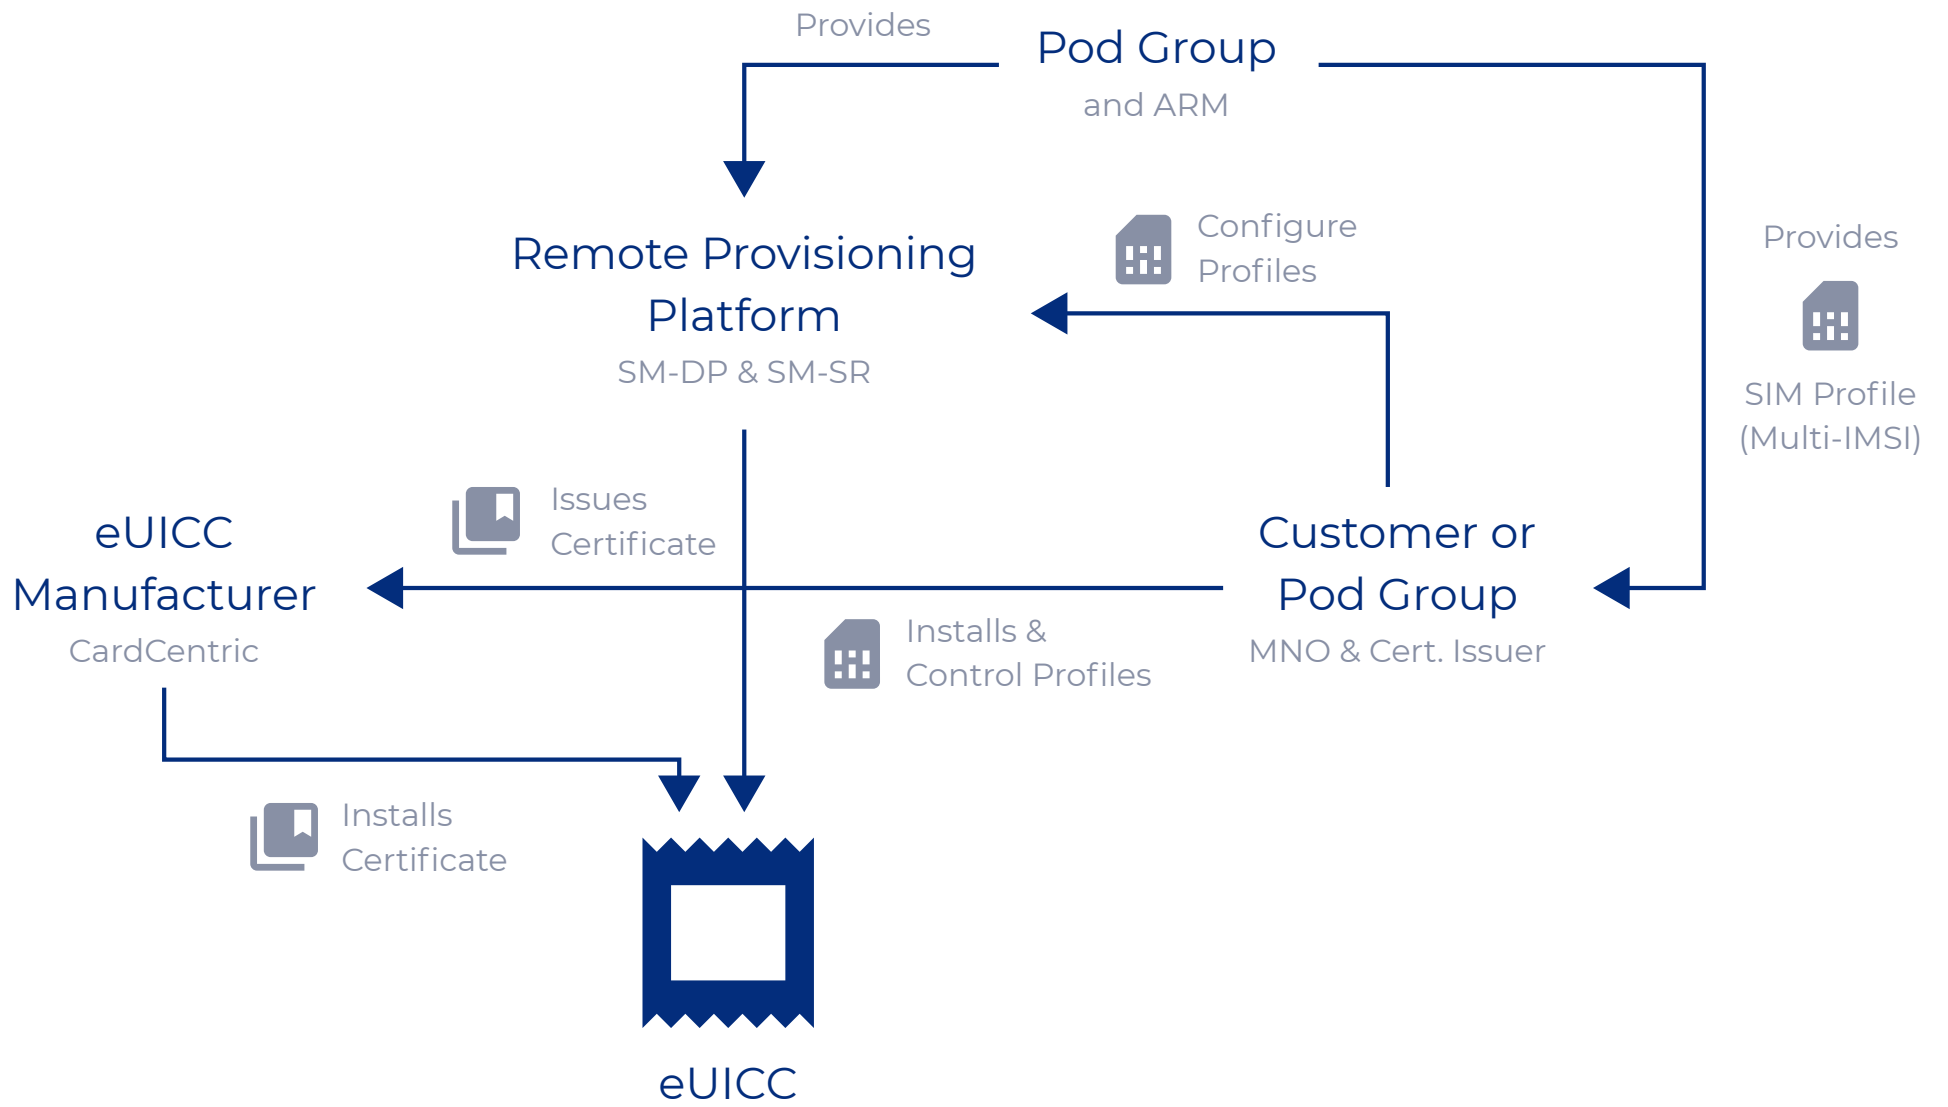 Provides
Pod Group
and ARM
Remote Provisioning
Platform
SM-DP & SM-SR
Configure
Profiles
Provides
SIM Profile
(Multi-IMSI)
Issues
Certificate
eUICC
Manufacturer
CardCentric
Customer or
Pod Group
MNO & Cert. Issuer
Installs &
Control Profiles
Installs
Certificate
eUICC